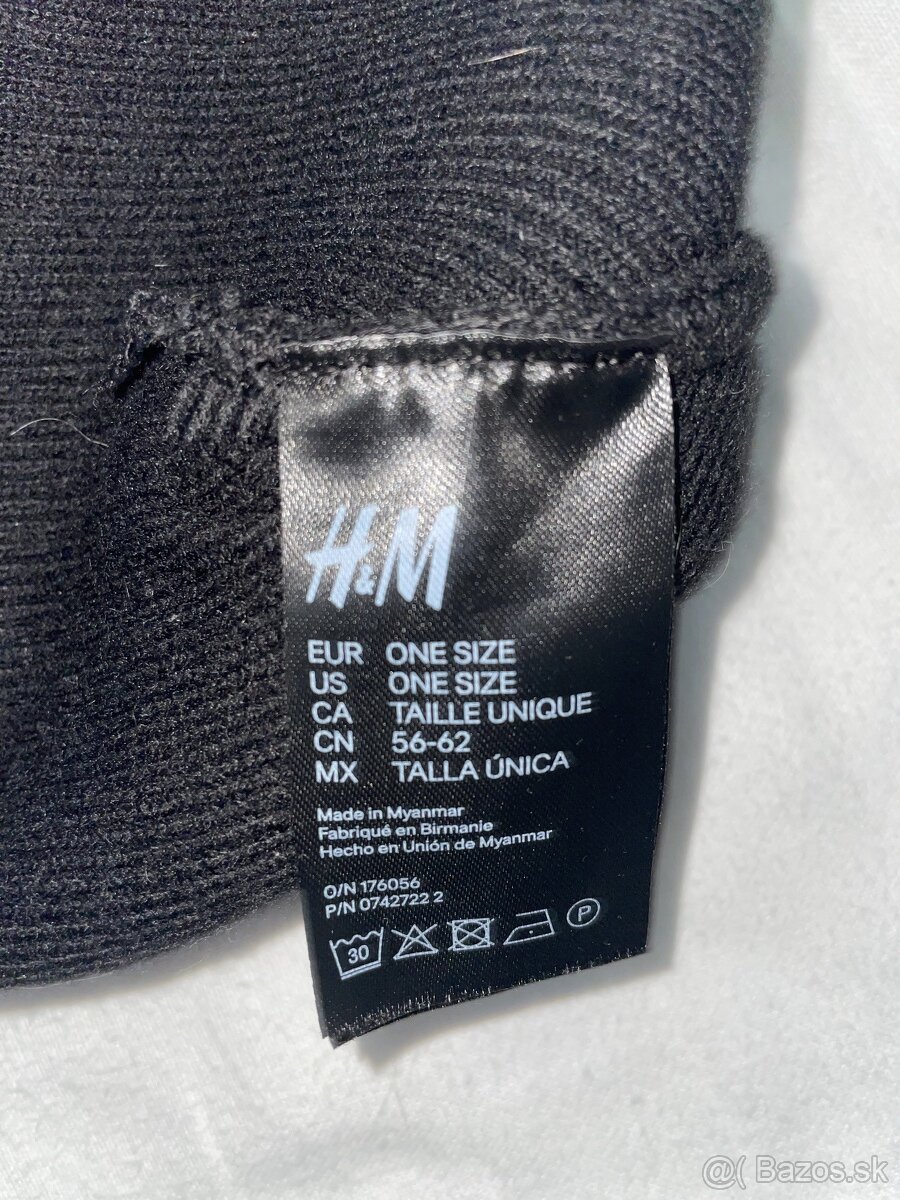 H&M
EUR ONE SIZE
US ONE SIZE
CA TAILLE UNIQUE
CN 56-62
MX TALLA ÚNICA
Made in Myanmar
Fabriqué en Birmanie
Hecho en Unión de Myanmar
O/N 176056
P/N 0742722 2
30 P
@( Bazos.sk